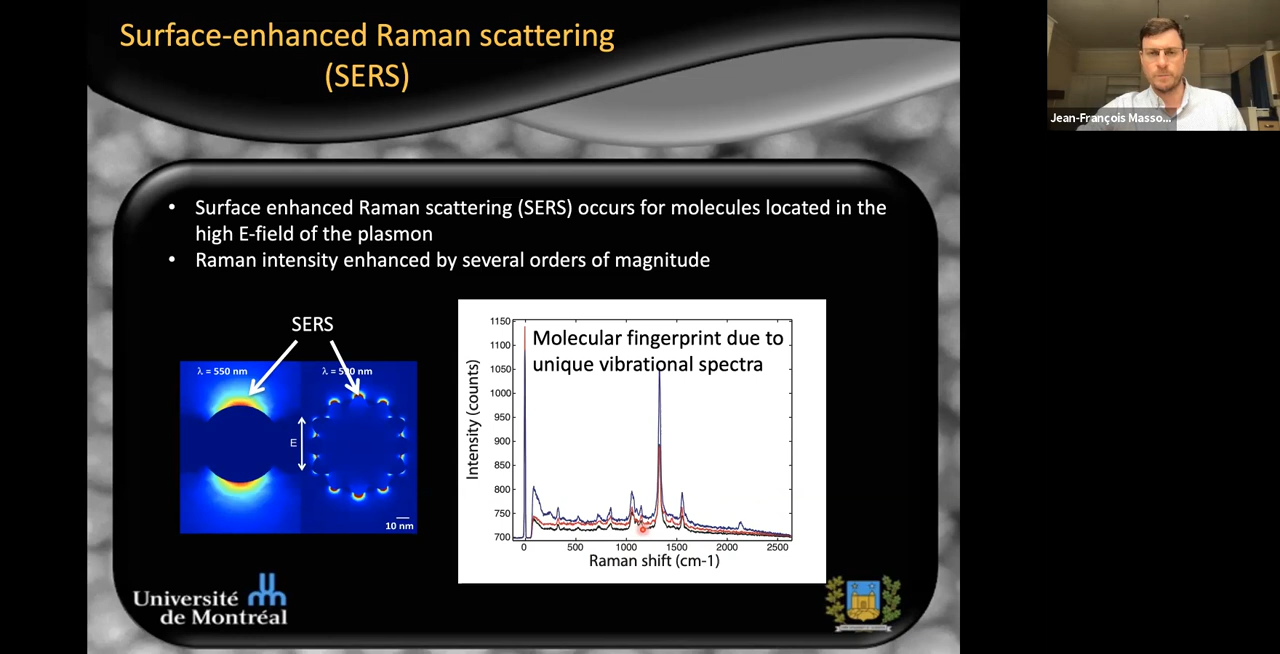 Surface-enhanced Raman scattering
(SERS)
Jean-François Masso...
• Surface enhanced Raman scattering (SERS) occurs for molecules located in the
high E-field of the plasmon
• Raman intensity enhanced by several orders of magnitude
SERS
λ = 550 nm
E
10 nm
Molecular fingerprint due to
unique vibrational spectra
Intensity (counts)
1150
1100
1050
1000
950
900
850
800
750
700
0 500 1000 1500 2000 2500
Raman shift (cm-1)
Université
de Montréal